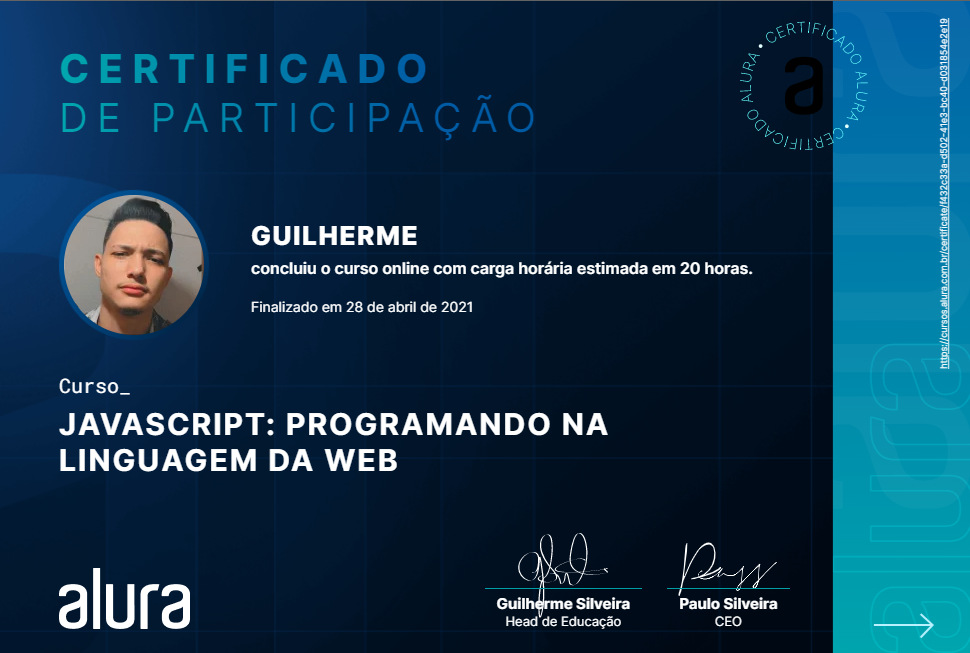 CERTIFICADO
DE PARTICIPAÇÃO
CERTIFICADO ALURA • CERTIFICADO ALURA •
a
GUILHERME
concluiu o curso online com carga horária estimada em 20 horas.
Finalizado em 28 de abril de 2021
Curso_
JAVASCRIPT: PROGRAMANDO NA
LINGUAGEM DA WEB
alura
Guilherme Silveira
Head de Educação
Paulo Silveira
CEO
https://cursos.alura.com.br/certificate/f432c33a-d502-41e3-bc40-d031854e2e19
alura